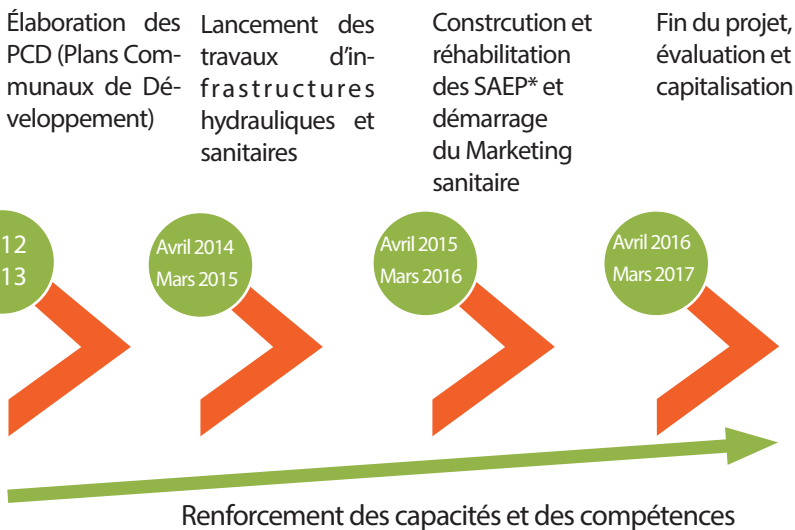 Élaboration des
PCD (Plans Com-
munaux de Dé-
veloppement)
Lancement des
travaux d'in-
frastructures
hydrauliques et
sanitaires
Constrcution et
réhabilitation
des SAEP* et
démarrage
du Marketing
sanitaire
Fin du projet,
évaluation et
capitalisation
12
13
Avril 2014
Mars 2015
Avril 2015
Mars 2016
Avril 2016
Mars 2017
Renforcement des capacités et des compétences